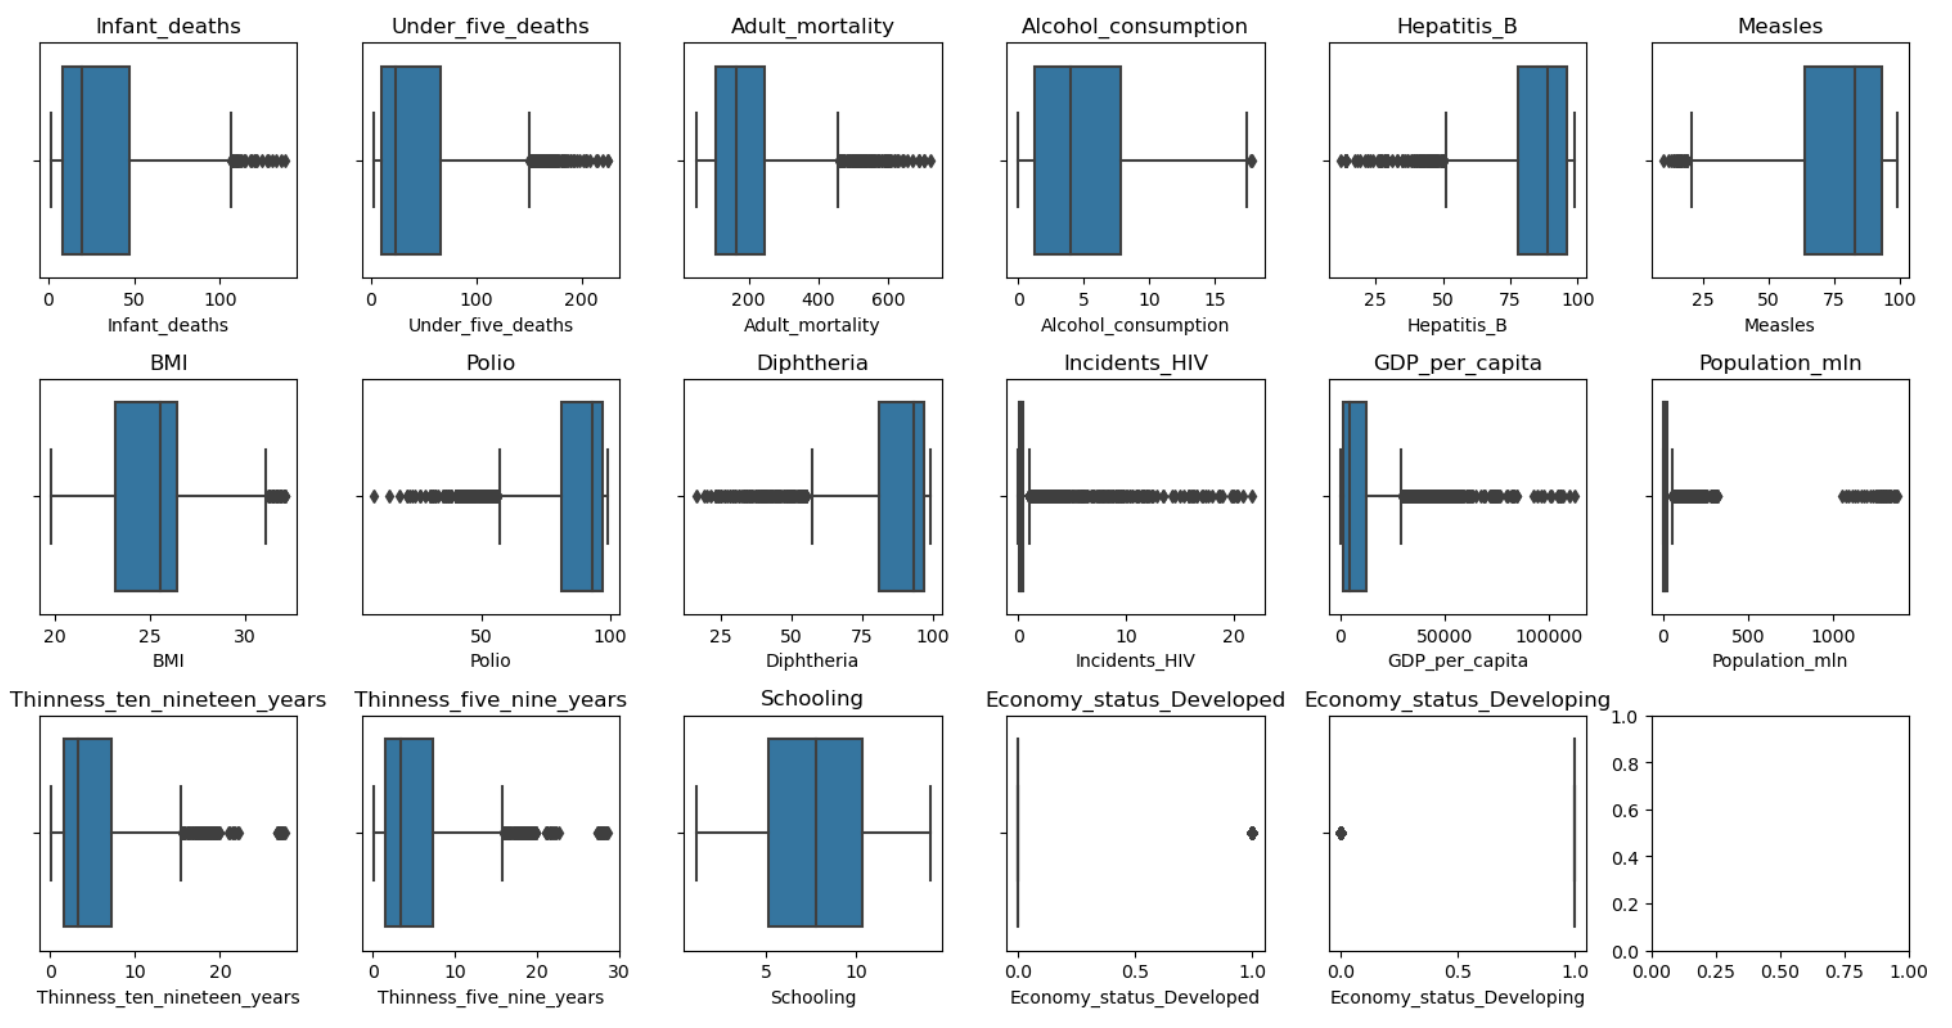 Infant_deaths Under_five_deaths Adult_mortality Alcohol_consumption Hepatitis_B Measles
0 50 100 0 100 200 200 400 600 0 5 10 15 25 50 75 100 25 50 75 100
Infant_deaths Under_five_deaths Adult_mortality Alcohol_consumption Hepatitis_B Measles
BMI Polio Diphtheria Incidents_HIV GDP_per_capita Population_mln
20 25 30 50 100 25 50 75 100 0 10 20 0 50000 100000 0 500 1000
BMI Polio Diphtheria Incidents_HIV GDP_per_capita Population_mln
Thinness_ten_nineteen_years Thinness_five_nine_years Schooling Economy_status_Developed Economy_status_Developing
1.0
0.8
0.6
0.4
0.2
0.0
0 10 20 0 10 20 30 5 10 0.0 0.5 1.0 0.0 0.5 1.0 0.00 0.25 0.50 0.75 1.00
Thinness_ten_nineteen_years Thinness_five_nine_years Schooling Economy_status_Developed Economy_status_Developing